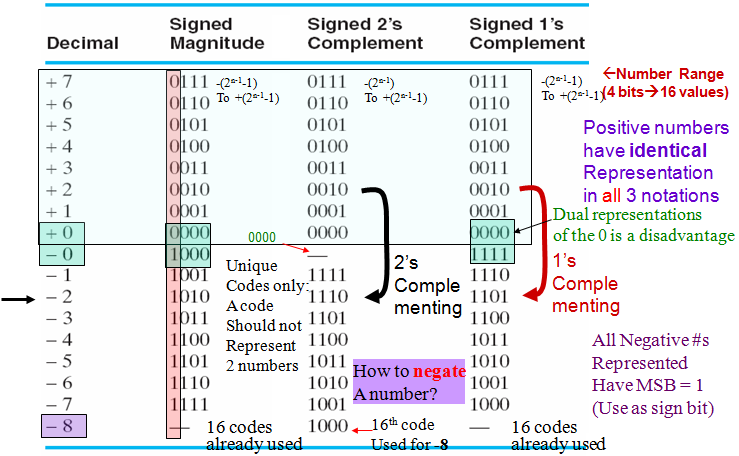 Signed Signed 2's Signed 1's
Decimal Magnitude Complement Complement
+ 7 0111 -(2ⁿ⁻¹-1) 0111 -(2ⁿ⁻¹) 0111 -(2ⁿ⁻¹-1) ←Number Range
+ 6 0110 To +(2ⁿ⁻¹-1) 0110 To +(2ⁿ⁻¹-1) 0110 To +(2ⁿ⁻¹-1) (4 bits→16 values)
+ 5 0101 0101 0101
+ 4 0100 0100 0100
+ 3 0011 0011 0011
+ 2 0010 0010 0010
+ 1 0001 0001 0001
+ 0 0000 0000 0000 0000
− 0 1000 — 1111
− 1 1001 1111 1110
− 2 1010 1110 1101
− 3 1011 1101 1100
− 4 1100 1100 1011
− 5 1101 1011 1010
− 6 1110 1010 1001
− 7 1111 1001 1000
− 8 — 1000 —
Positive numbers
have identical
Representation
in all 3 notations
Dual representations
of the 0 is a disadvantage
Unique
Codes only:
A code
Should not
Represent
2 numbers
2's
Comple
menting
1's
Comple
menting
How to negate
A number?
All Negative #s
Represented
Have MSB = 1
(Use as sign bit)
16 codes
already used
16th code
Used for -8
16 codes
already used